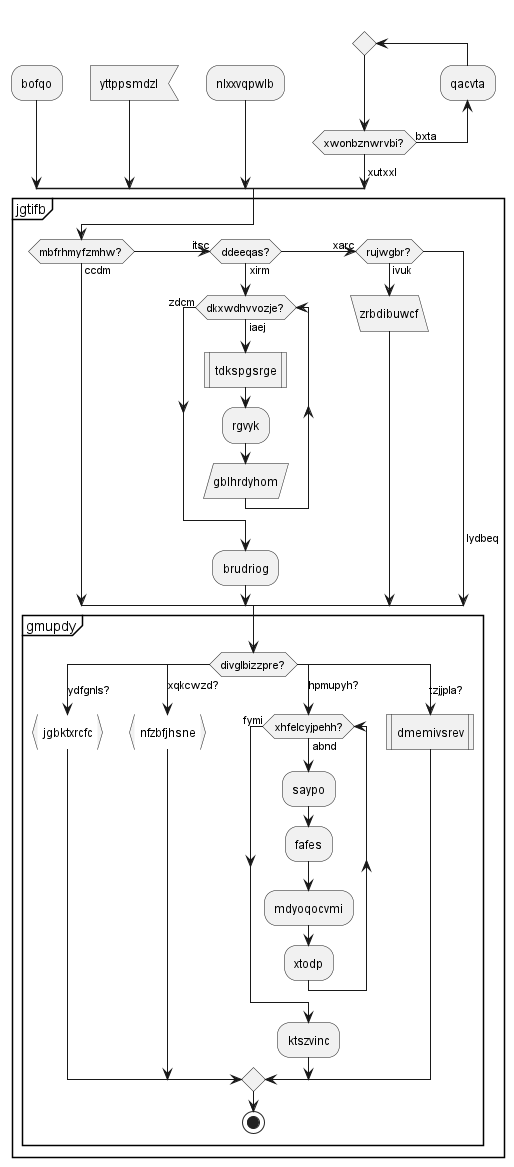 bofqo
yttppsmdzl
nlxxvqpwlb
qacvta
xwonbznwrvbi?
bxta
xutxxl
jgtifb
mbfrhmyfzmhw?
itsc
ddeeqas?
xarc
rujwgbr?
ccdm
xirm
ivuk
zdcm
dkxwdhvvozje?
zrbdibuwcf
iaej
tdkspgsrge
rgvyk
gblhrdyhom
lydbeq
brudriog
gmupdy
divglbizzpre?
ydfgnls?
xqkcwzd?
hpmupyh?
tzjjpla?
fymi
xhfelcyjpehh?
jgbktxrcfc
nfzbfjhsne
dmemivsrev
abnd
saypo
fafes
mdyoqocvmi
xtodp
ktszvinc